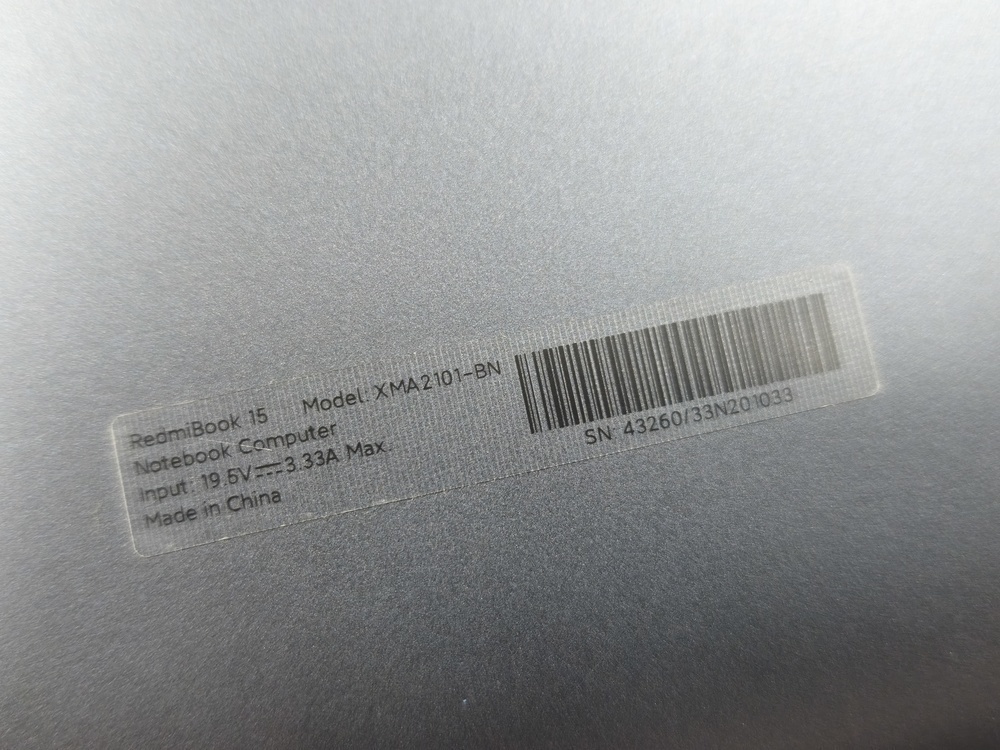 RedmiBook 15 Model: XMA2101-BN
Notebook Computer
Input: 19.5V⎓3.33A Max.
Made in China
SN: 43260/33N201033